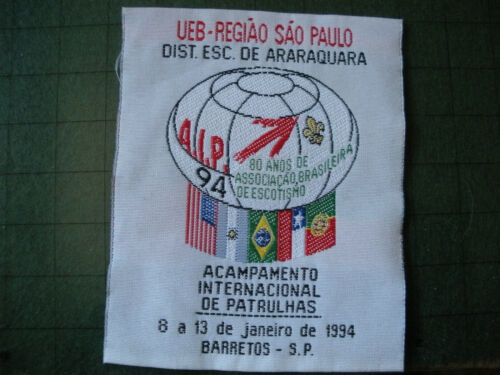 UEB-REGIÃO SÃO PAULO
DIST. ESC. DE ARARAQUARA
A.I.P.
94
80 ANOS DE
ASSOCIAÇÃO BRASILEIRA
DE ESCOTISMO
ACAMPAMENTO
INTERNACIONAL
DE PATRULHAS
8 a 13 de janeiro de 1994
BARRETOS - S.P.